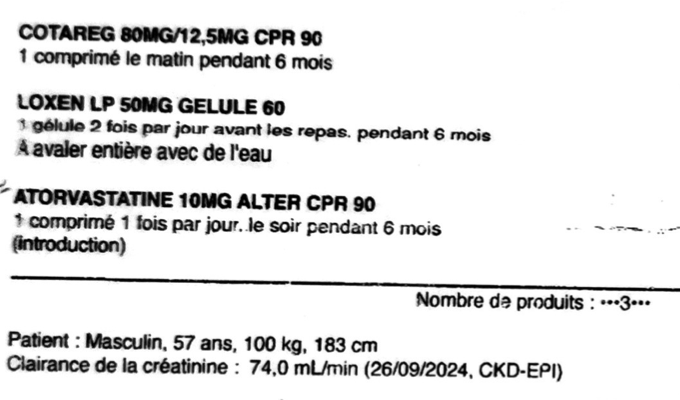 COTAREG 80MG/12,5MG CPR 90
1 comprimé le matin pendant 6 mois
LOXEN LP 50MG GELULE 60
1 gélule 2 fois par jour avant les repas. pendant 6 mois
A avaler entière avec de l'eau
ATORVASTATINE 10MG ALTER CPR 90
1 comprimé 1 fois par jour..le soir pendant 6 mois
(introduction)
Nombre de produits : •••3•••
Patient : Masculin, 57 ans, 100 kg, 183 cm
Clairance de la créatinine : 74,0 mL/min (26/09/2024, CKD-EPI)